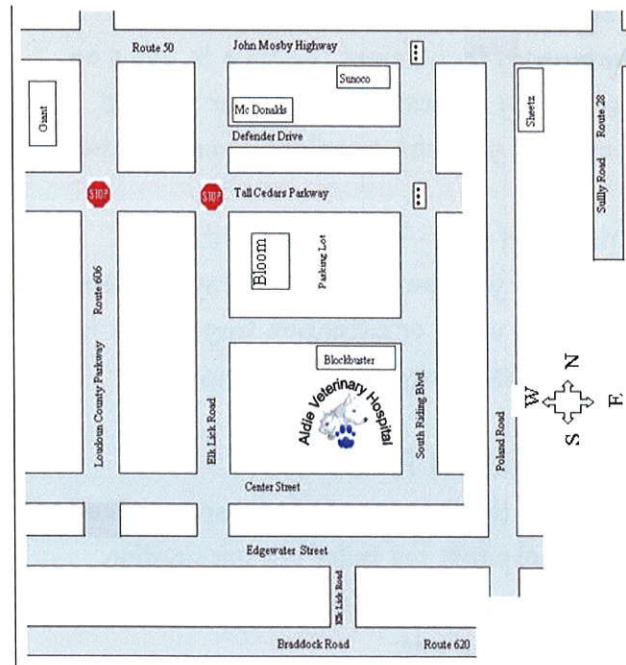 Route 50
John Mosby Highway
Sunoco
Mc Donalds
Giant
Sheetz
Defender Drive
Sully Road
Route 28
STOP
STOP
Tall Cedars Parkway
Bloom
Parking Lot
Route 606
Loudoun County Parkway
Elk Lick Road
Blockbuster
Aldie Veterinary Hospital
South Riding Blvd.
Poland Road
W
N
S
E
Center Street
Edgewater Street
Elk Lick Road
Braddock Road
Route 620